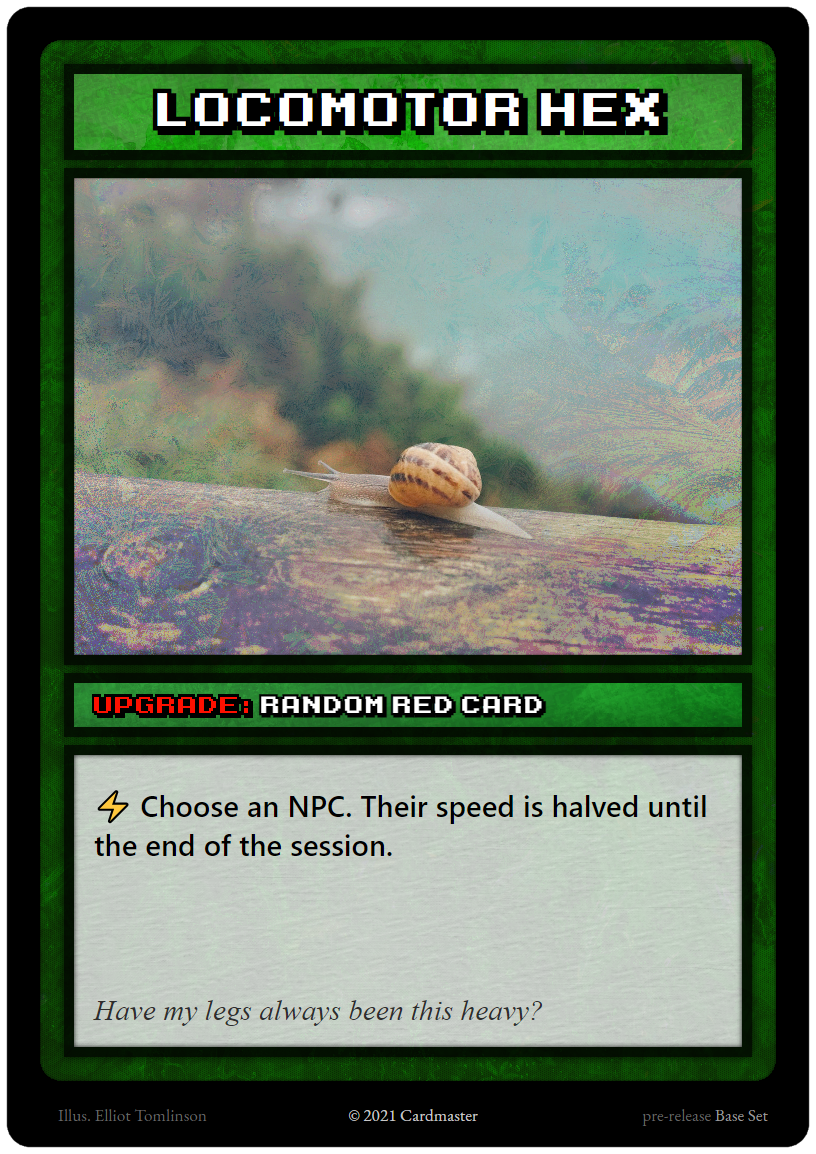 LOCOMOTOR HEX
UPGRADE: RANDOM RED CARD
⚡ Choose an NPC. Their speed is halved until
the end of the session.
Have my legs always been this heavy?
Illus. Elliot Tomlinson © 2021 Cardmaster pre-release Base Set